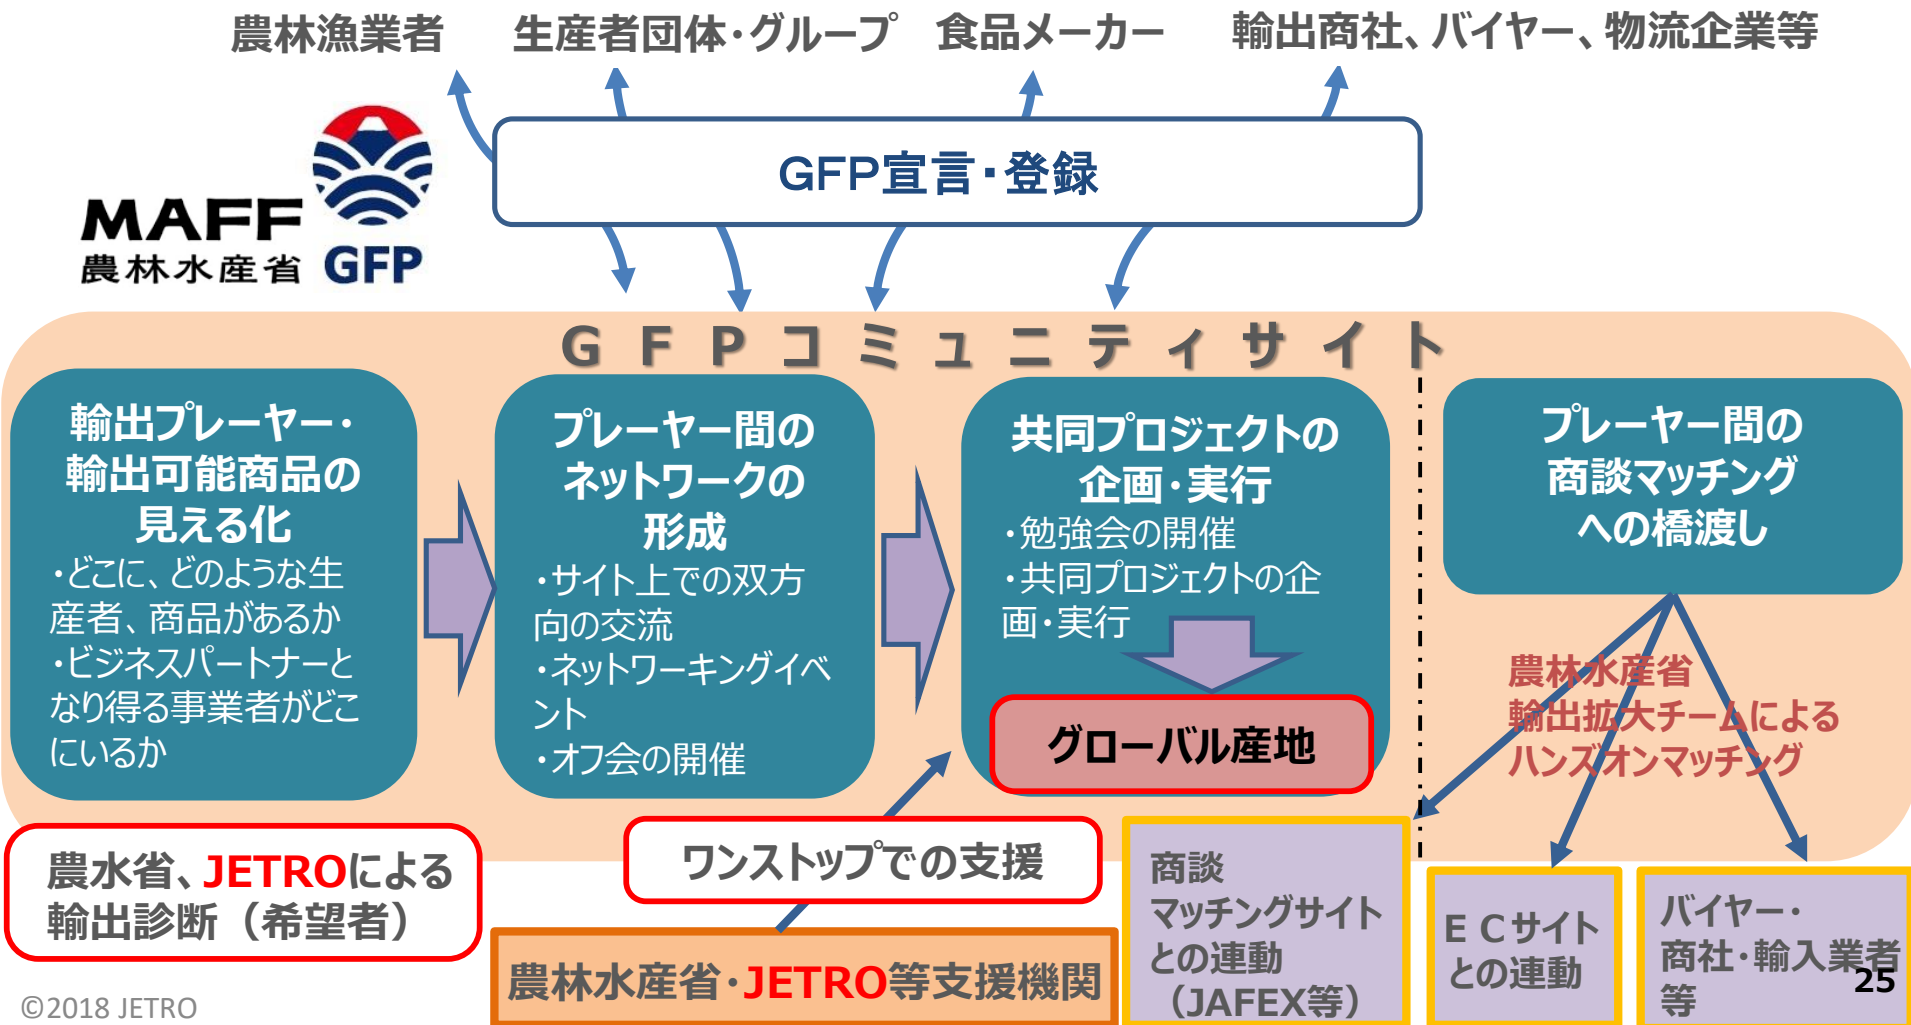 農林漁業者
生産者団体・グループ
食品メーカー
輸出商社、バイヤー、物流企業等
MAFF
農林水産省
GFP
GFP宣言・登録
GFPコミュニティサイト
輸出プレーヤー・
輸出可能商品の
見える化
・どこに、どのような生
産者、商品があるか
・ビジネスパートナーと
なり得る事業者がどこ
にいるか
プレーヤー間の
ネットワークの
形成
・サイト上での双方
向の交流
・ネットワーキングイベ
ント
・オフ会の開催
共同プロジェクトの
企画・実行
・勉強会の開催
・共同プロジェクトの企
画・実行
グローバル産地
プレーヤー間の
商談マッチング
への橋渡し
農林水産省
輸出拡大チームによる
ハンズオンマッチング
農水省、JETROによる
輸出診断（希望者）
ワンストップでの支援
農林水産省・JETRO等支援機関
商談
マッチングサイト
との連動
（JAFEX等）
ECサイト
との連動
バイヤー・
商社・輸入業者
等
25
©2018 JETRO